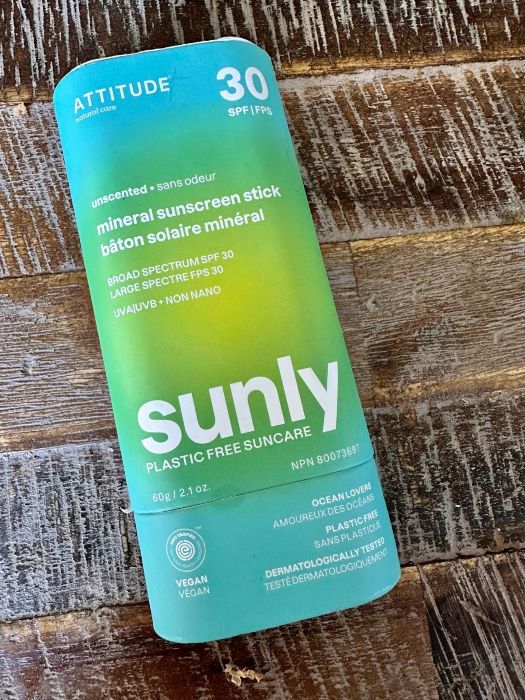 ATTITUDE
natural care
30
SPF | FPS
unscented • sans odeur
mineral sunscreen stick
bâton solaire minéral
BROAD SPECTRUM SPF 30
LARGE SPECTRE FPS 30
UVA|UVB + NON NANO
sunly
PLASTIC FREE SUNCARE
60g / 2.1 oz.
NPN 80073697
OCEAN LOVERS
AMOUREUX DES OCÉANS
PLASTIC FREE
SANS PLASTIQUE
DERMATOLOGICALLY TESTED
TESTÉ DERMATOLOGIQUEMENT
VEGAN
VÉGAN